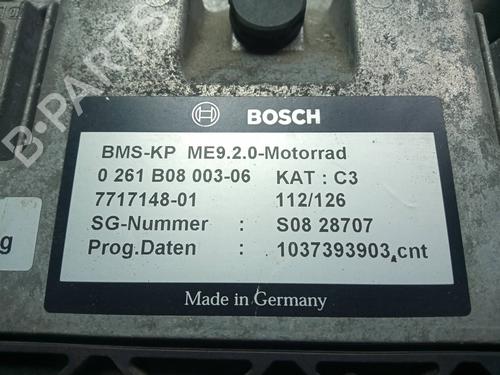 BOSCH
BMS-KP ME9.2.0-Motorrad
0 261 B08 003-06 KAT : C3
7717148-01 112/126
SG-Nummer : S08 28707
Prog.Daten : 1037393903 cnt
Made in Germany
g
B-PARTS